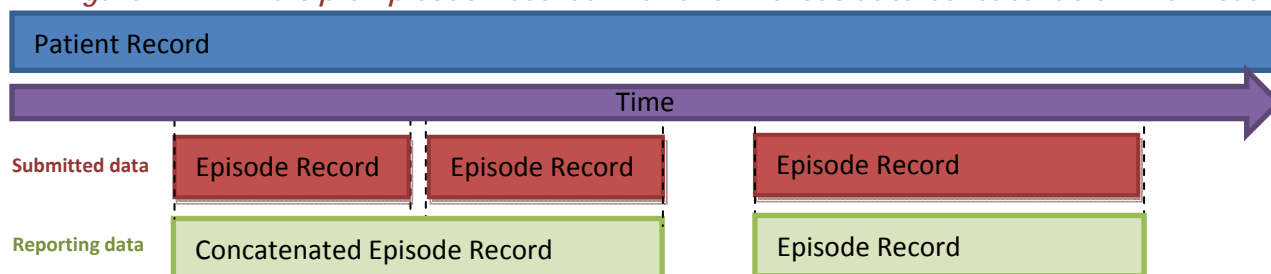 Patient Record
Time
Submitted data Episode Record Episode Record Episode Record
Reporting data Concatenated Episode Record Episode Record